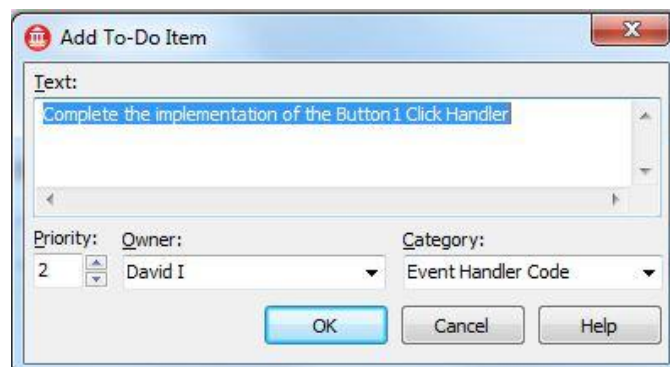 Add To-Do Item
Text:
Complete the implementation of the Button1 Click Handler
Priority: Owner: Category:
2 David I Event Handler Code
OK Cancel Help